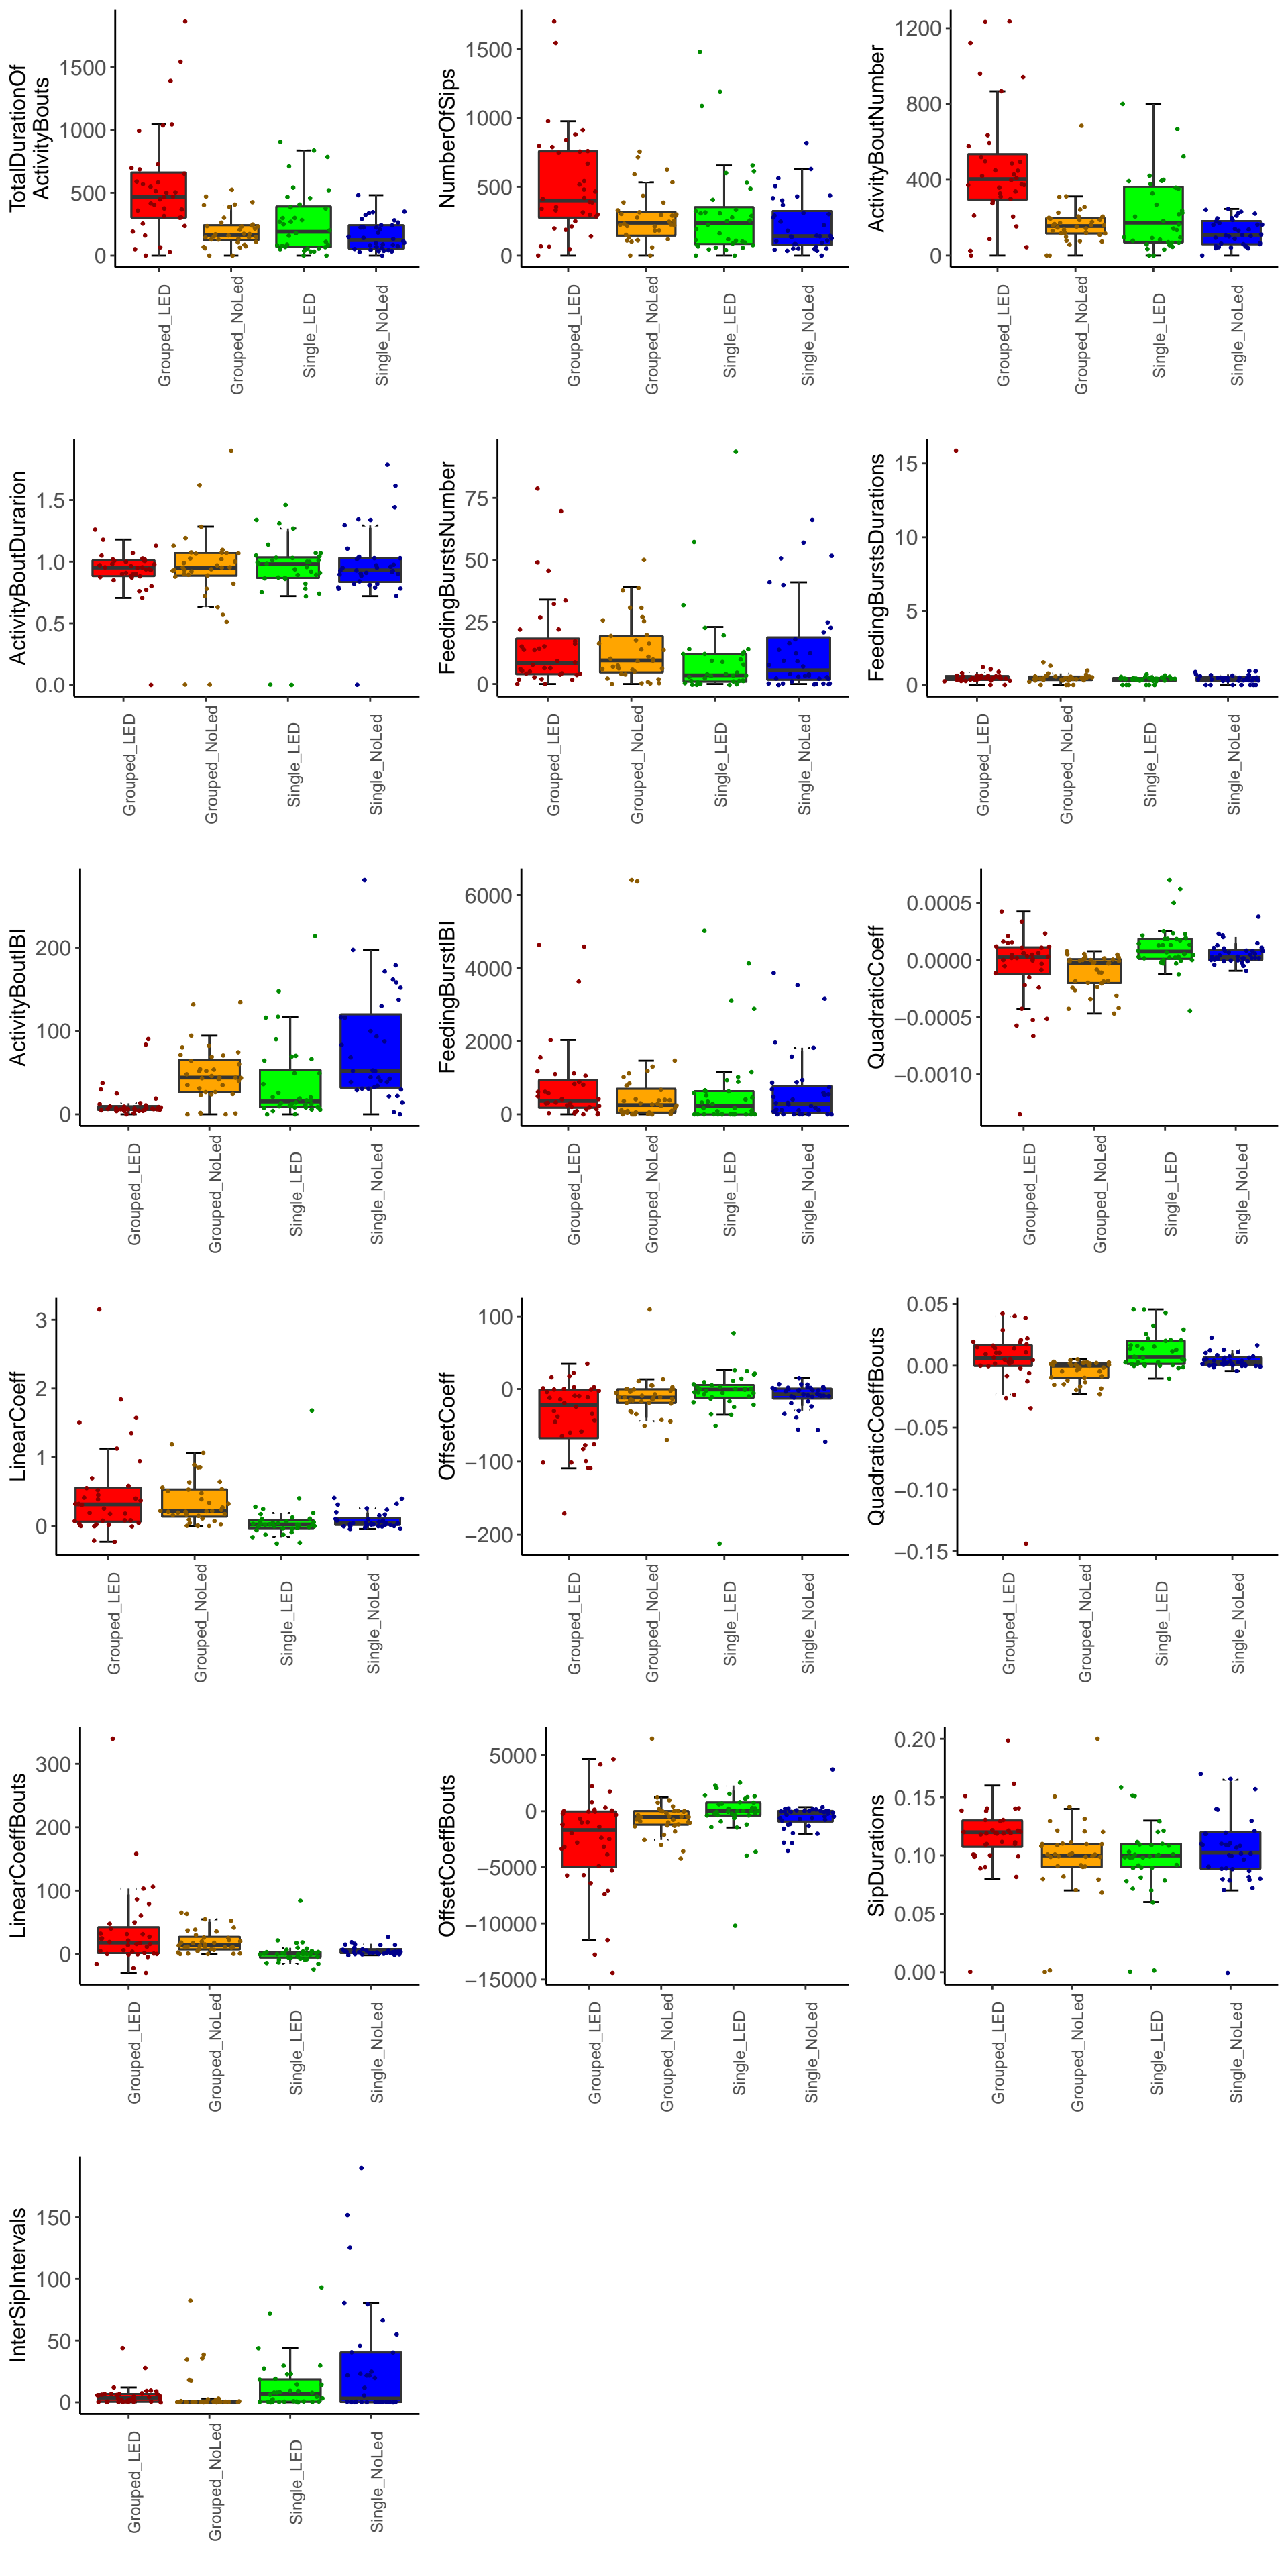 TotalDurationOf
ActivityBouts
1500
1000
500
0
Grouped_LED
Grouped_NoLed
Single_LED
Single_NoLed
NumberOfSips
1500
1000
500
0
Grouped_LED
Grouped_NoLed
Single_LED
Single_NoLed
ActivityBoutNumber
1200
800
400
0
Grouped_LED
Grouped_NoLed
Single_LED
Single_NoLed
ActivityBoutDurarion
1.5
1.0
0.5
0.0
Grouped_LED
Grouped_NoLed
Single_LED
Single_NoLed
FeedingBurstsNumber
75
50
25
0
Grouped_LED
Grouped_NoLed
Single_LED
Single_NoLed
FeedingBurstsDurations
15
10
5
0
Grouped_LED
Grouped_NoLed
Single_LED
Single_NoLed
ActivityBoutIBI
200
100
0
Grouped_LED
Grouped_NoLed
Single_LED
Single_NoLed
FeedingBurstIBI
6000
4000
2000
0
Grouped_LED
Grouped_NoLed
Single_LED
Single_NoLed
QuadraticCoeff
0.0005
0.0000
−0.0005
−0.0010
Grouped_LED
Grouped_NoLed
Single_LED
Single_NoLed
LinearCoeff
3
2
1
0
Grouped_LED
Grouped_NoLed
Single_LED
Single_NoLed
OffsetCoeff
100
0
−100
−200
Grouped_LED
Grouped_NoLed
Single_LED
Single_NoLed
QuadraticCoeffBouts
0.05
0.00
−0.05
−0.10
−0.15
Grouped_LED
Grouped_NoLed
Single_LED
Single_NoLed
LinearCoeffBouts
300
200
100
0
Grouped_LED
Grouped_NoLed
Single_LED
Single_NoLed
OffsetCoeffBouts
5000
0
−5000
−10000
−15000
Grouped_LED
Grouped_NoLed
Single_LED
Single_NoLed
SipDurations
0.20
0.15
0.10
0.05
0.00
Grouped_LED
Grouped_NoLed
Single_LED
Single_NoLed
InterSipIntervals
150
100
50
0
Grouped_LED
Grouped_NoLed
Single_LED
Single_NoLed